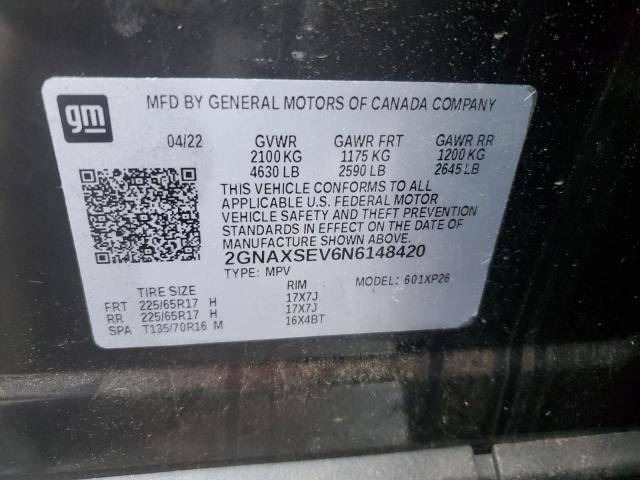 gm
MFD BY GENERAL MOTORS OF CANADA COMPANY
04/22 GVWR GAWR FRT GAWR RR
2100 KG 1175 KG 1200 KG
4630 LB 2590 LB 2645 LB
THIS VEHICLE CONFORMS TO ALL
APPLICABLE U.S. FEDERAL MOTOR
VEHICLE SAFETY AND THEFT PREVENTION
STANDARDS IN EFFECT ON THE DATE OF
MANUFACTURE SHOWN ABOVE.
2GNAXSEV6N6148420
TYPE: MPV MODEL: 601XP26
TIRE SIZE RIM
FRT 225/65R17 H 17X7J
RR 225/65R17 H 17X7J
SPA T135/70R16 M 16X4BT